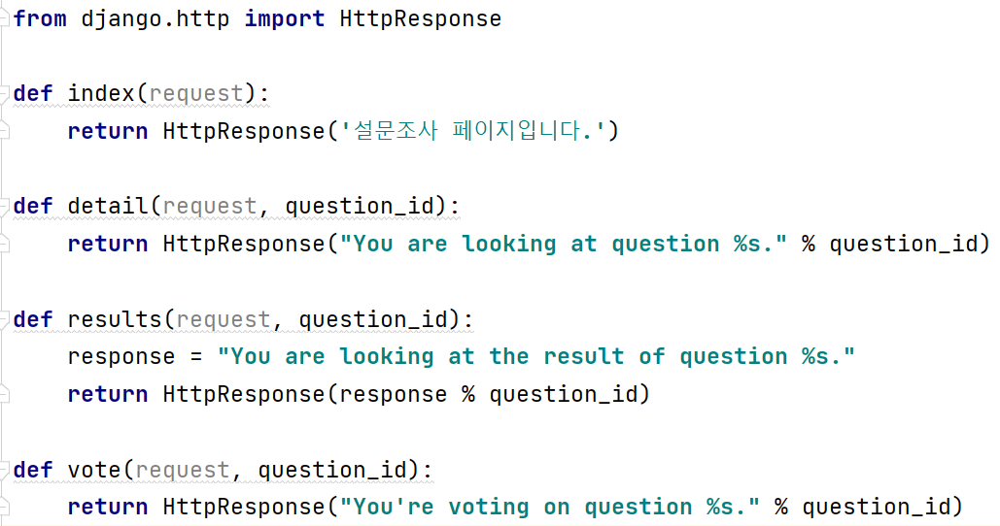 from django.http import HttpResponse
def index(request):
    return HttpResponse('설문조사 페이지입니다.')
def detail(request, question_id):
    return HttpResponse("You are looking at question %s." % question_id)
def results(request, question_id):
    response = "You are looking at the result of question %s."
    return HttpResponse(response % question_id)
def vote(request, question_id):
    return HttpResponse("You're voting on question %s." % question_id)